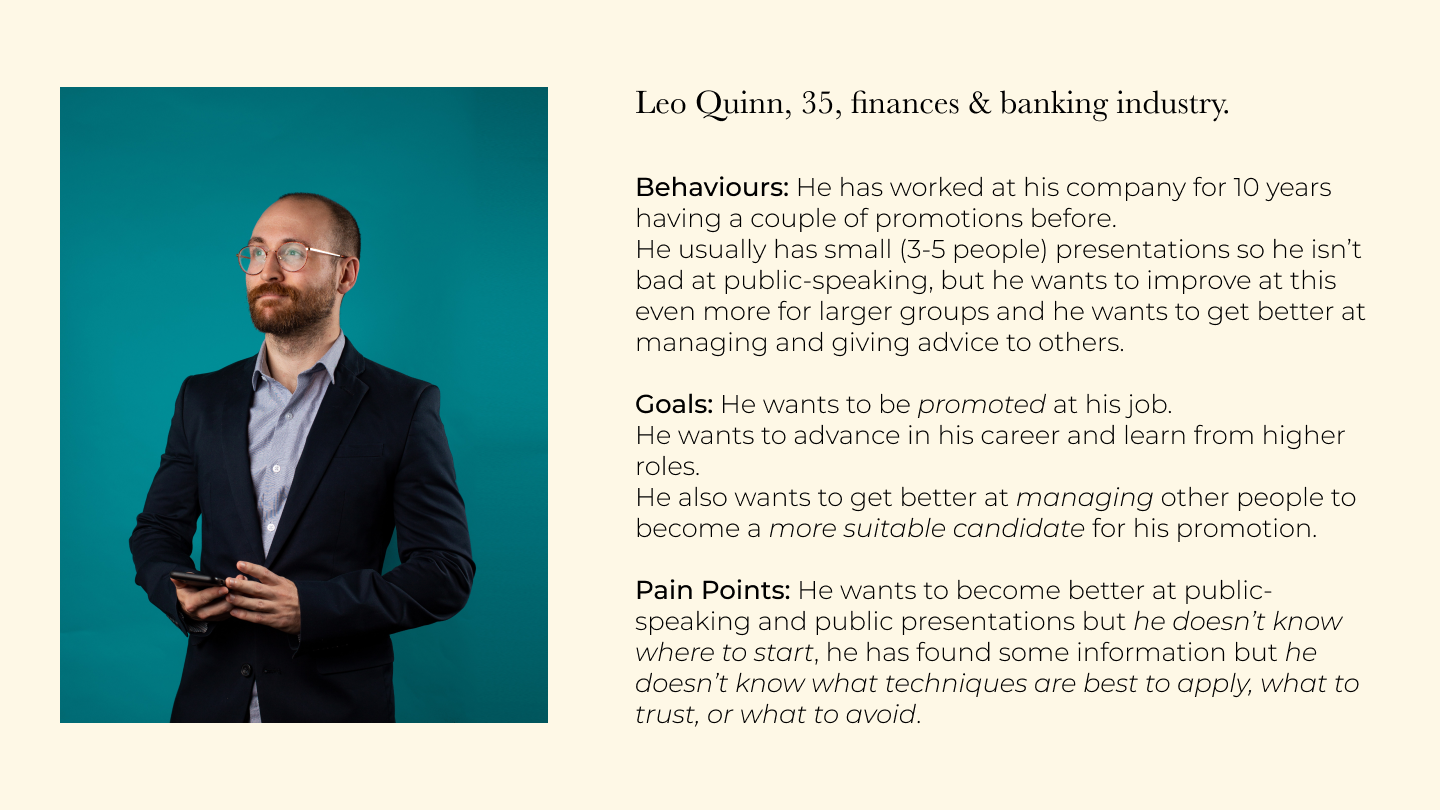 Leo Quinn, 35, finances & banking industry.
Behaviours: He has worked at his company for 10 years
having a couple of promotions before.
He usually has small (3-5 people) presentations so he isn’t
bad at public-speaking, but he wants to improve at this
even more for larger groups and he wants to get better at
managing and giving advice to others.
Goals: He wants to be promoted at his job.
He wants to advance in his career and learn from higher
roles.
He also wants to get better at managing other people to
become a more suitable candidate for his promotion.
Pain Points: He wants to become better at public-
speaking and public presentations but he doesn’t know
where to start, he has found some information but he
doesn’t know what techniques are best to apply, what to
trust, or what to avoid.